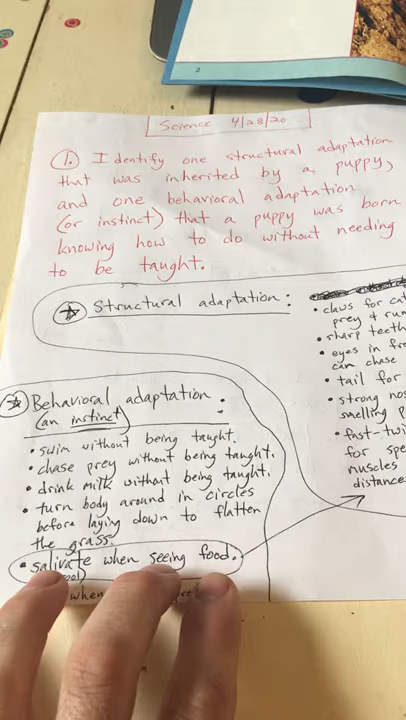 2
Science 4/28/20
1. Identify one structural adaptation
that was inherited by a puppy,
and one behavioral adaptation
(or instinct) that a puppy was born
knowing how to do without needing
to be taught.
Structural adaptation:
• claws for
prey &
• sharp teeth
• eyes in
can chase
• tail for
• strong
smelling
• fast-
for
muscles
distance
Behavioral adaptation:
(an instinct)
• swim without being taught.
• chase prey without being taught.
• drink milk without being taught.
• turn body around in circles
before laying down to flatten
the grass.
• salivate when seeing food.
when